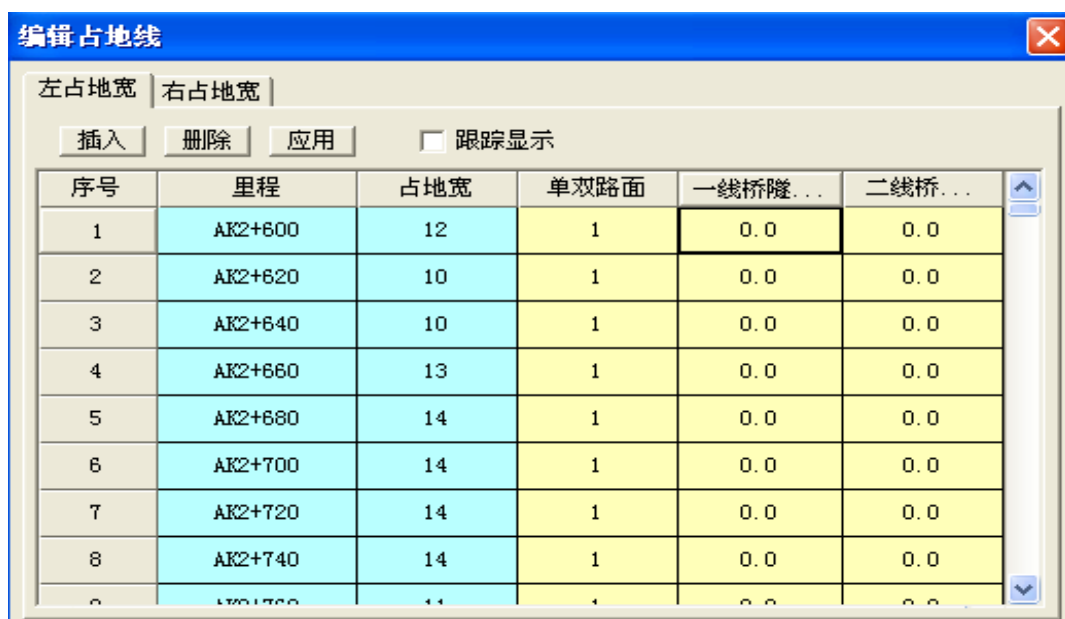 编辑占地线
左占地宽 右占地宽
插入 删除 应用 跟踪显示
序号 里程 占地宽 单双路面 一线桥隧... 二线桥...
1 AK2+600 12 1 0.0 0.0
2 AK2+620 10 1 0.0 0.0
3 AK2+640 10 1 0.0 0.0
4 AK2+660 13 1 0.0 0.0
5 AK2+680 14 1 0.0 0.0
6 AK2+700 14 1 0.0 0.0
7 AK2+720 14 1 0.0 0.0
8 AK2+740 14 1 0.0 0.0